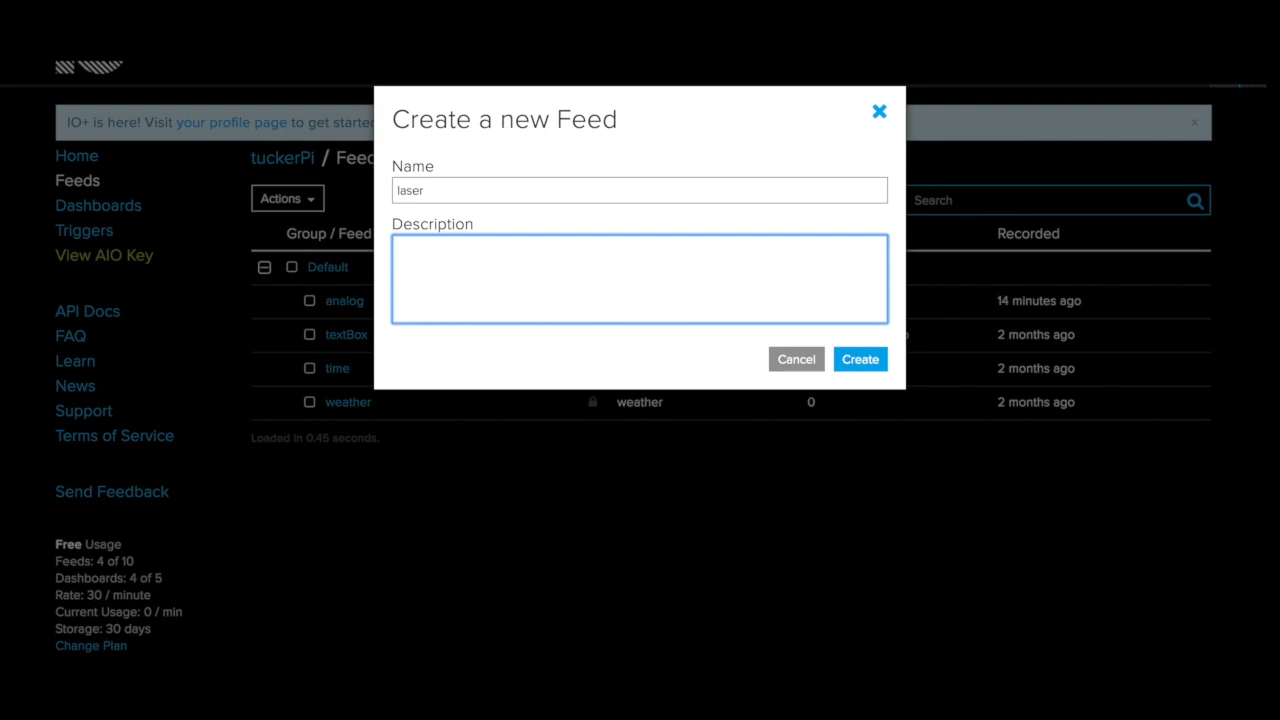 Create a new Feed
IO+ is here! Visit your profile page to get starte
Name
laser
Description
Cancel Create
Home
Feeds
Dashboards
Triggers
View AIO Key
API Docs
FAQ
Learn
News
Support
Terms of Service
Send Feedback
Free Usage
Feeds: 4 of 10
Dashboards: 4 of 5
Rate: 30 / minute
Current Usage: 0 / min
Storage: 30 days
Change Plan
tuckerPi / Feed
Actions
Search
Group / Feed Recorded
Default
analog 14 minutes ago
textBox 2 months ago
time 2 months ago
weather weather 0 2 months ago
Loaded in 0.45 seconds.